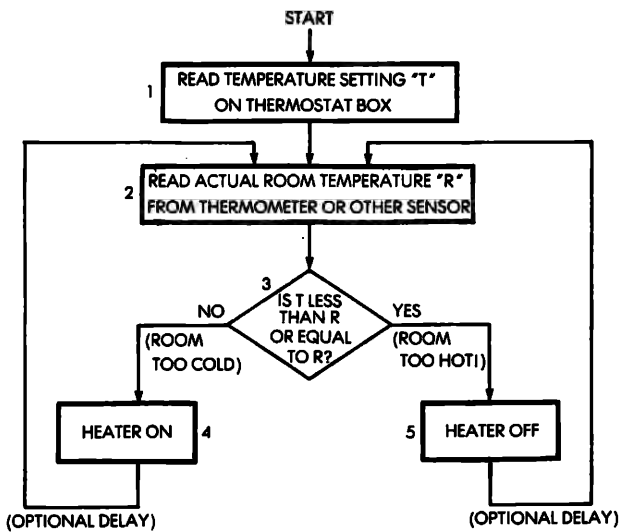 START
1
READ TEMPERATURE SETTING "T"
ON THERMOSTAT BOX
2
READ ACTUAL ROOM TEMPERATURE "R"
FROM THERMOMETER OR OTHER SENSOR
3
IS T LESS
THAN R
OR EQUAL
TO R?
NO
(ROOM
TOO COLD)
YES
(ROOM
TOO HOT!)
HEATER ON
4
5
HEATER OFF
(OPTIONAL DELAY)
(OPTIONAL DELAY)